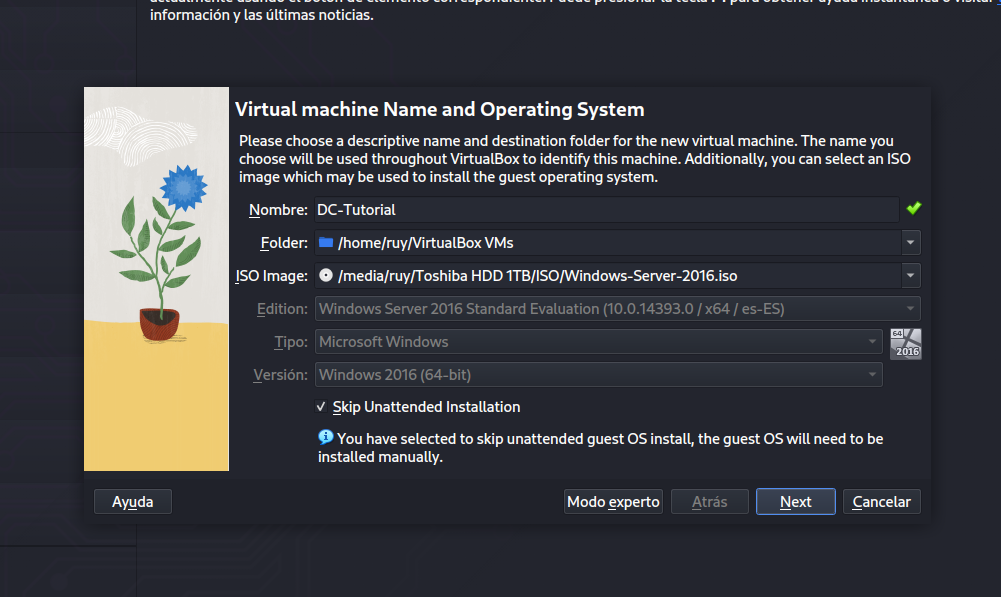 información y las últimas noticias.
Virtual machine Name and Operating System
Please choose a descriptive name and destination folder for the new virtual machine. The name you
choose will be used throughout VirtualBox to identify this machine. Additionally, you can select an ISO
image which may be used to install the guest operating system.
Nombre: DC-Tutorial
Folder: /home/ruy/VirtualBox VMs
ISO Image: /media/ruy/Toshiba HDD 1TB/ISO/Windows-Server-2016.iso
Edition: Windows Server 2016 Standard Evaluation (10.0.14393.0 / x64 / es-ES)
Tipo: Microsoft Windows
64
2016
Versión: Windows 2016 (64-bit)
✓ Skip Unattended Installation
You have selected to skip unattended guest OS install, the guest OS will need to be
installed manually.
Ayuda Modo experto Atrás Next Cancelar